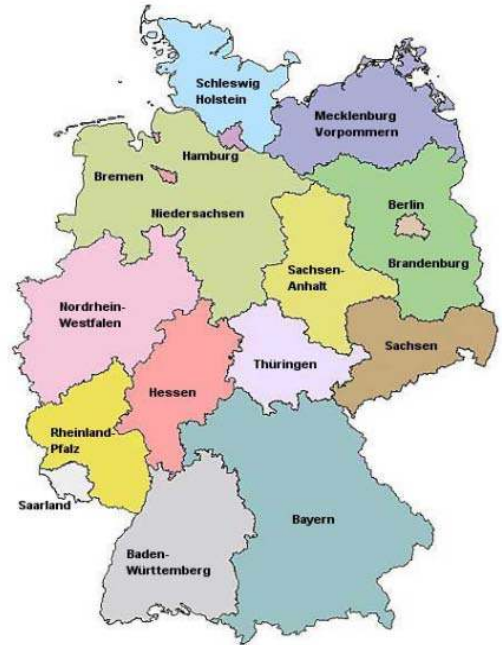 Schleswig
Holstein
Mecklenburg
Vorpommern
Hamburg
Bremen
Berlin
Niedersachsen
Brandenburg
Sachsen-
Anhalt
Nordrhein-
Westfalen
Sachsen
Thüringen
Hessen
Rheinland-
Pfalz
Saarland
Bayern
Baden-
Württemberg